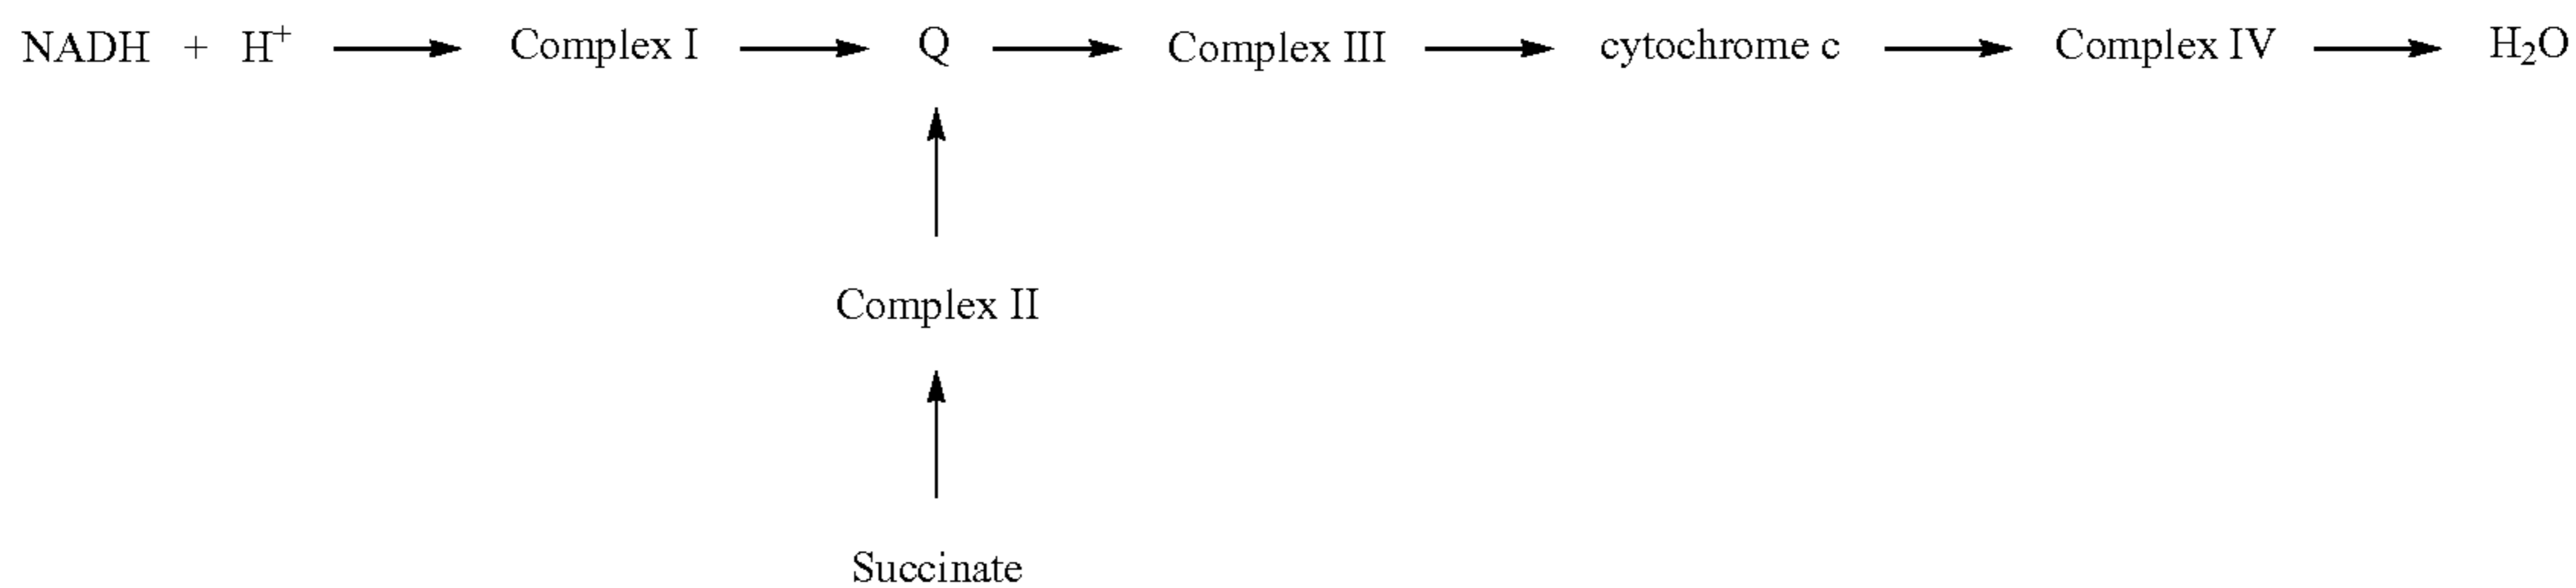 NADH + H⁺ → Complex I → Q → Complex III → cytochrome c → Complex IV → H₂O
Complex II
Succinate